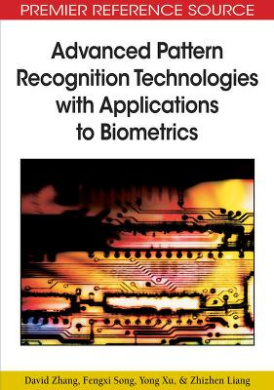 PREMIER REFERENCE SOURCE
Advanced Pattern
Recognition Technologies
with Applications
to Biometrics
David Zhang, Fengxi Song, Yong Xu, & Zhizhen Liang